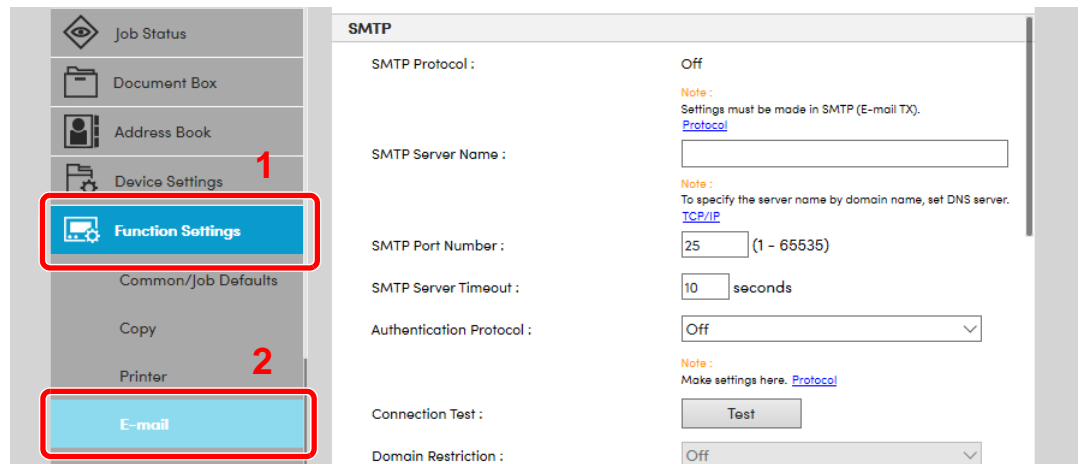 Job Status
Document Box
Address Book
1
Device Settings
Function Settings
Common/Job Defaults
Copy
2
Printer
E-mail
SMTP
SMTP Protocol :
Off
Note :
Settings must be made in SMTP (E-mail TX).
Protocol
SMTP Server Name :
Note :
To specify the server name by domain name, set DNS server.
TCP/IP
SMTP Port Number :
25 (1 - 65535)
SMTP Server Timeout :
10 seconds
Authentication Protocol :
Off
Note :
Make settings here. Protocol
Connection Test :
Test
Domain Restriction :
Off